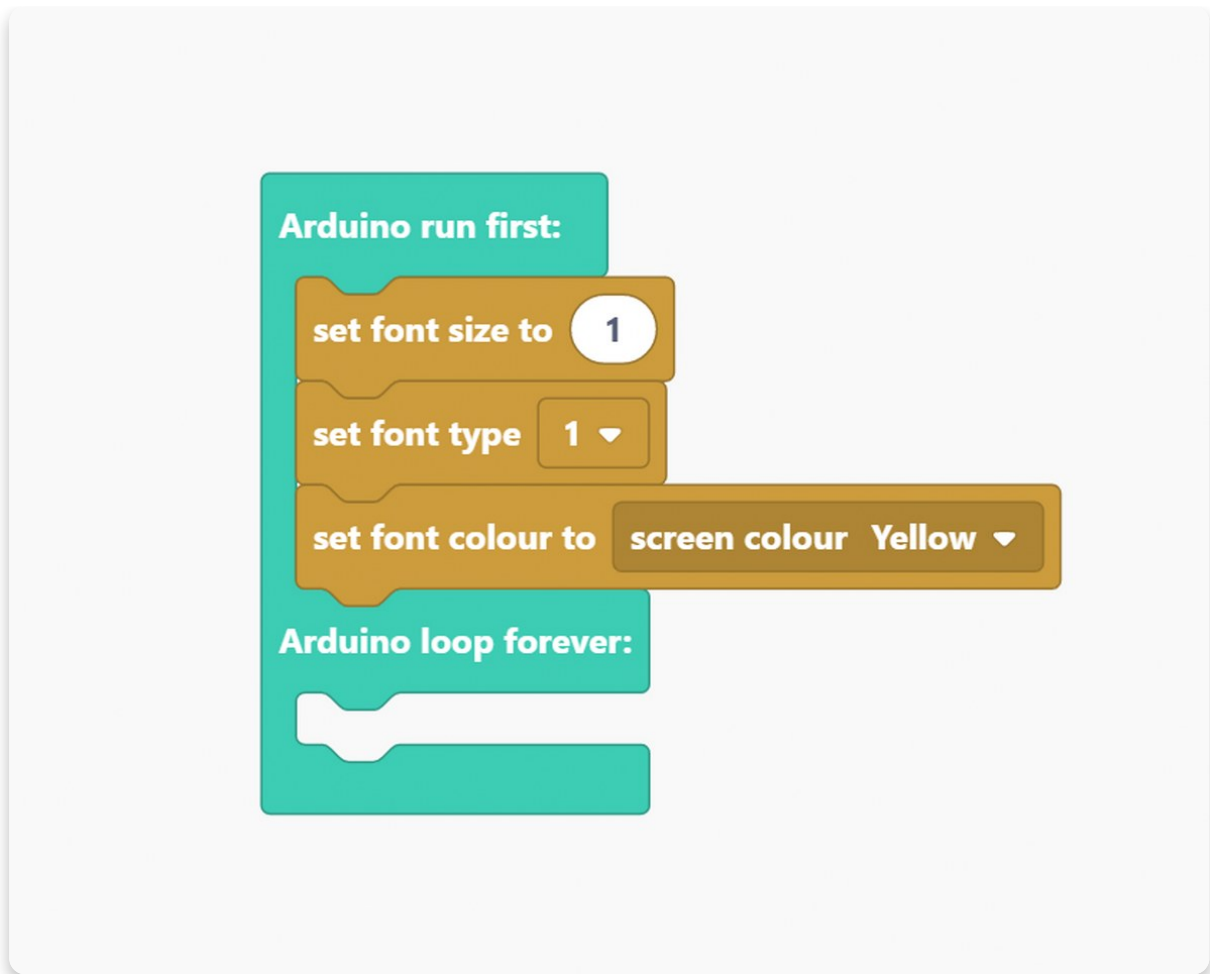 Arduino run first:
set font size to 1
set font type 1
set font colour to screen colour Yellow
Arduino loop forever: